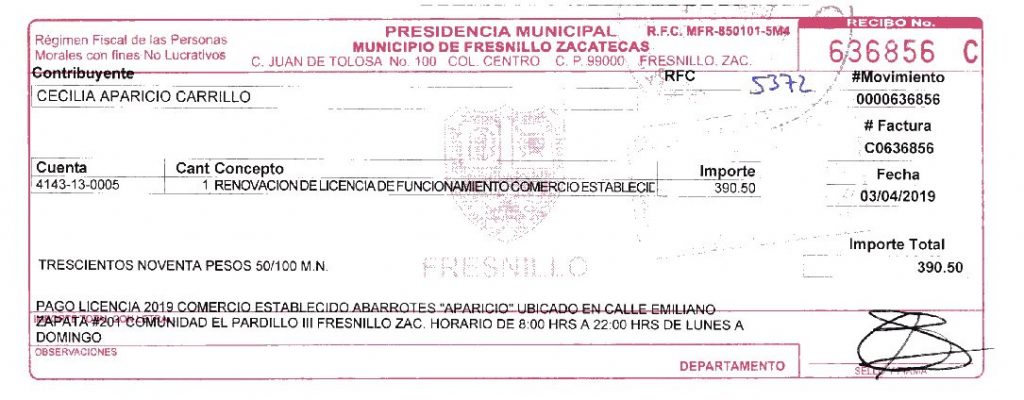 RECIBO No.
Régimen Fiscal de las Personas
Morales con fines No Lucrativos
PRESIDENCIA MUNICIPAL R.F.C. MFR-850101-5M4
MUNICIPIO DE FRESNILLO ZACATECAS
C. JUAN DE TOLOSA No. 100 COL. CENTRO C. P. 99000 FRESNILLO, ZAC.
636856 C
Contribuyente
RFC
5372
#Movimiento
CECILIA APARICIO CARRILLO
0000636856
# Factura
C0636856
Cuenta Cant Concepto Importe
4143-13-0005 1 RENOVACION DE LICENCIA DE FUNCIONAMIENTO COMERCIO ESTABLECID 390.50
Fecha
03/04/2019
Importe Total
390.50
TRESCIENTOS NOVENTA PESOS 50/100 M.N.
FRESNILLO
PAGO LICENCIA 2019 COMERCIO ESTABLECIDO ABARROTES "APARICIO" UBICADO EN CALLE EMILIANO
IMPORTE TOTAL CON LETRA
ZAPATA #201 COMUNIDAD EL PARDILLO III FRESNILLO ZAC. HORARIO DE 8:00 HRS A 22:00 HRS DE LUNES A
DOMINGO
OBSERVACIONES
DEPARTAMENTO